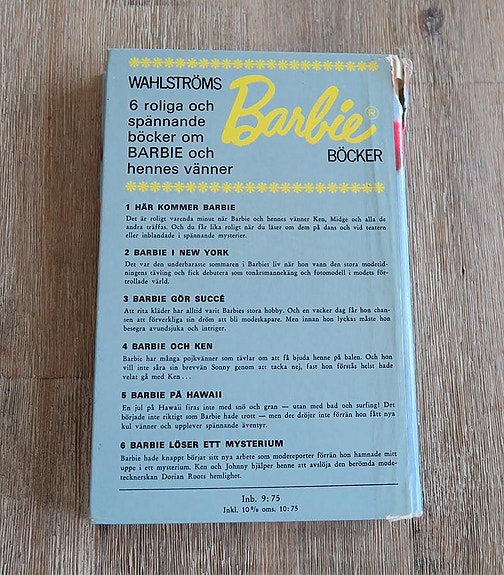 WAHLSTRÖMS
6 roliga och
spännande
böcker om
BARBIE och
hennes vänner
Barbie®
BÖCKER
1 HÄR KOMMER BARBIE
Det är roligt varenda minut när Barbie och hennes vänner Ken, Midge och alla de
andra träffas. Och du får lika roligt när du läser om dem på dans och vid teatern
eller inblandade i spännande mysterier.
2 BARBIE I NEW YORK
Det var den underbaraste sommaren i Barbies liv när hon vann den stora modetid-
ningens tävling och fick debutera som tonårsmannekäng och fotomodell i modets för-
trollade värld.
3 BARBIE GÖR SUCCÉ
Att rita kläder har alltid varit Barbies stora hobby. Och en vacker dag får hon chan-
sen att förverkliga sin dröm att bli modeskapare. Men innan hon lyckas måste hon
besegra avundsjuka och intriger.
4 BARBIE OCH KEN
Barbie har många pojkvänner som tävlar om att få bjuda henne på balen. Och hon
vill inte såra sin brevvän Sonny genom att tacka nej, fast hon förstås helst hade
velat gå med Ken...
5 BARBIE PÅ HAWAII
En jul på Hawaii firas inte med snö och gran — utan med bad och surfing! Det
började inte riktigt som Barbie hade trott — men det dröjer inte förrän hon fått nya
kul vänner och upplever spännande äventyr.
6 BARBIE LÖSER ETT MYSTERIUM
Barbie hade knappt börjat sitt nya arbete som modereporter förrän hon hamnade mitt
uppe i ett mysterium. Ken och Johnny hjälper henne att avslöja den berömda mode-
tecknerskan Dorian Roots hemlighet.
Inb. 9:75
Inkl. 10 % oms. 10:75